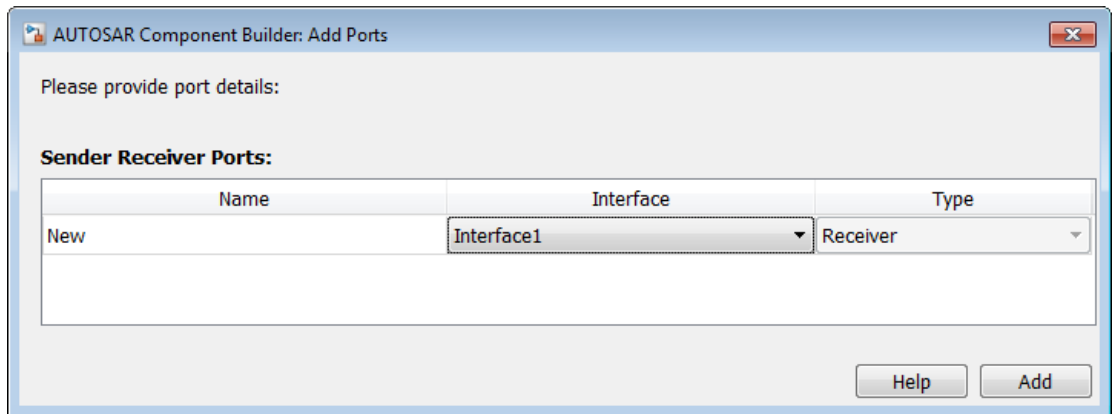 AUTOSAR Component Builder: Add Ports
Please provide port details:
Sender Receiver Ports:
Name Interface Type
New Interface1 Receiver
Help Add